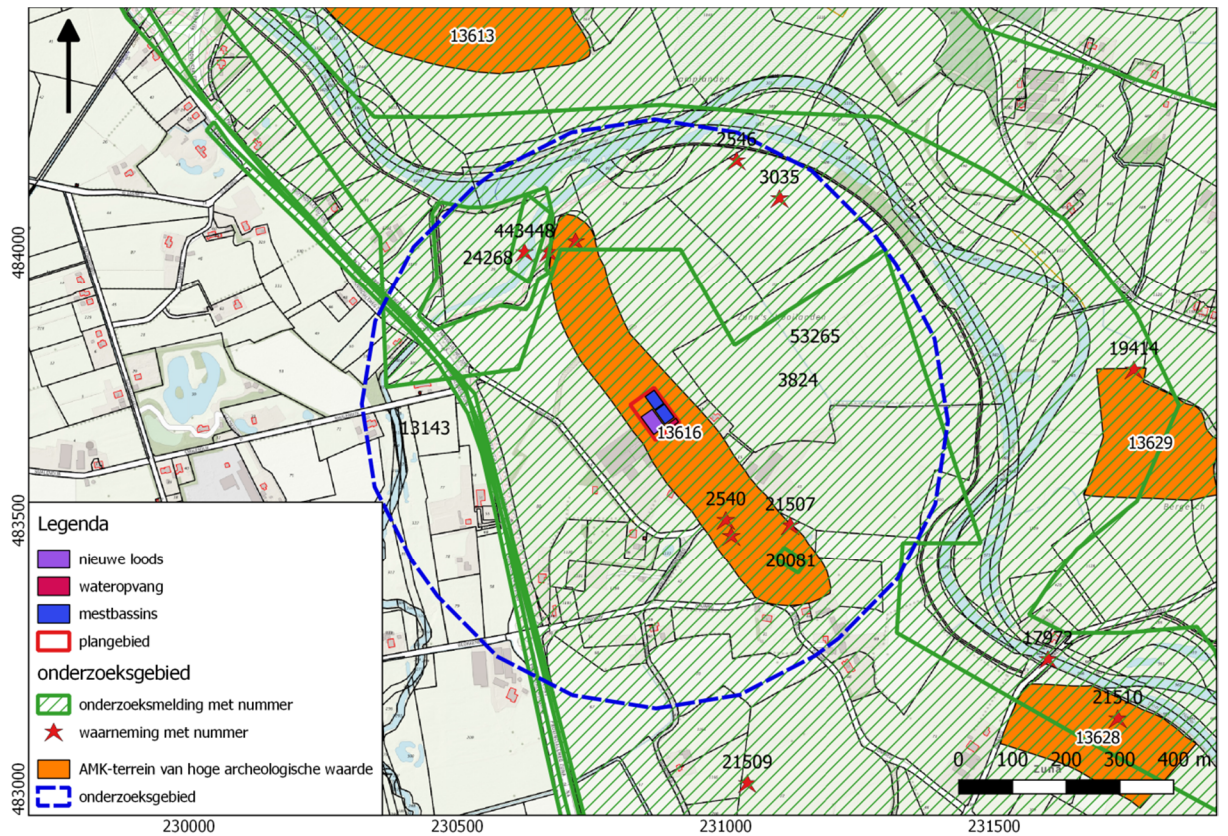 13613
2546
3035
443448
24268
53265
19414
3824
13143
13616
13629
2540
21507
20081
17972
21510
13628
21509
484000
483500
483000
230000
230500
231000
231500
0 100 200 300 400 m
Zuna
Legenda
nieuwe loods
wateropvang
mestbassins
plangebied
onderzoeksgebied
onderzoeksmelding met nummer
waarneming met nummer
AMK-terrein van hoge archeologische waarde
onderzoeksgebied